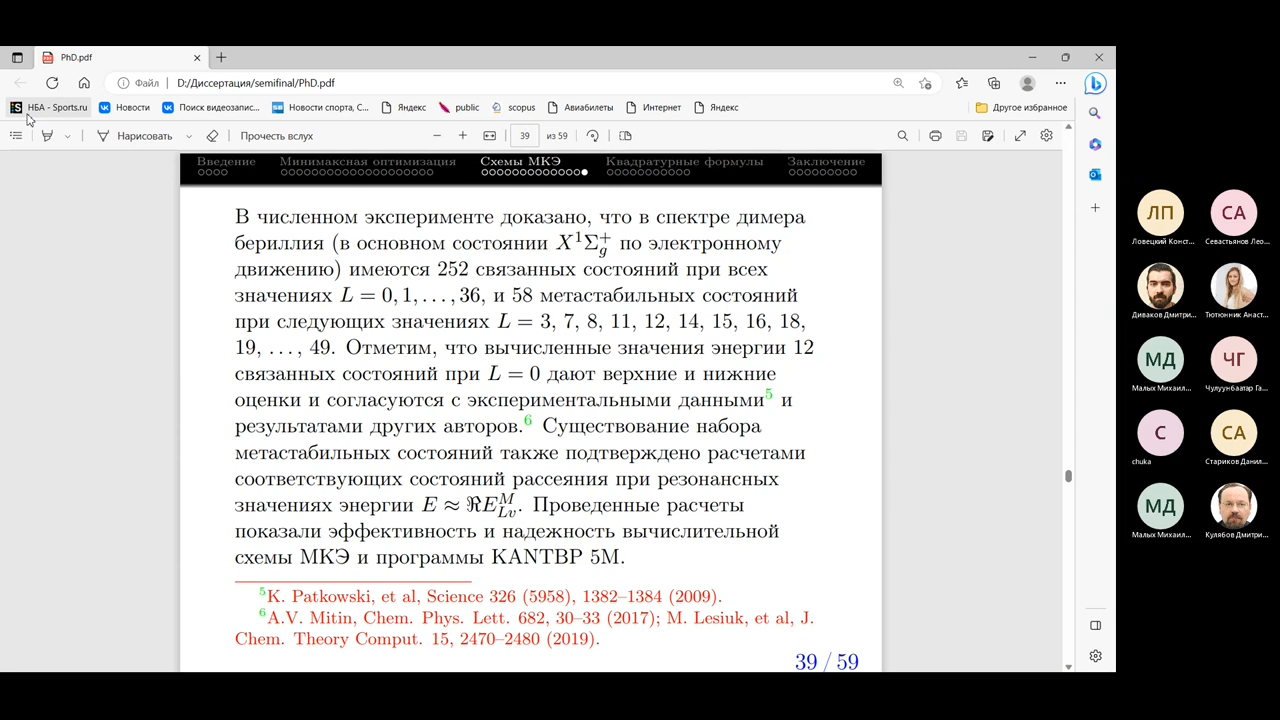 PhD.pdf
Файл D:/Диссертация/semifinal/PhD.pdf
НБА - Sports.ru Новости Поиск видеозапис... Новости спорта, С... Яндекс public scopus Авиабилеты Интернет Яндекс Другое избранное
Нарисовать Прочесть вслух 39 из 59
Введение Минимаксная оптимизация Схемы МКЭ Квадратурные формулы Заключение
В численном эксперименте доказано, что в спектре димера
бериллия (в основном состоянии X¹Σ_g^+ по электронному
движению) имеются 252 связанных состояний при всех
значениях L = 0, 1, . . . , 36, и 58 метастабильных состояний
при следующих значениях L = 3, 7, 8, 11, 12, 14, 15, 16, 18,
19, . . . , 49. Отметим, что вычисленные значения энергии 12
связанных состояний при L = 0 дают верхние и нижние
оценки и согласуются с экспериментальными данными⁵ и
результатами других авторов.⁶ Существование набора
метастабильных состояний также подтверждено расчетами
соответствующих состояний рассеяния при резонансных
значениях энергии E ≈ ℜE_{Lv}^M. Проведенные расчеты
показали эффективность и надежность вычислительной
схемы МКЭ и программы KANTBP 5M.
⁵K. Patkowski, et al, Science 326 (5958), 1382–1384 (2009).
⁶A.V. Mitin, Chem. Phys. Lett. 682, 30–33 (2017); M. Lesiuk, et al, J.
Chem. Theory Comput. 15, 2470–2480 (2019).
39 / 59
ЛП СА
Ловецкий Конст... Севастьянов Лео...
Диваков Дмитри... Тютюнник Анаст...
МД ЧГ
Малых Михаил... Чулуунбаатар Га...
C СА
chuka Стариков Данил...
МД
Малых Михаил... Кулябов Дмитри...